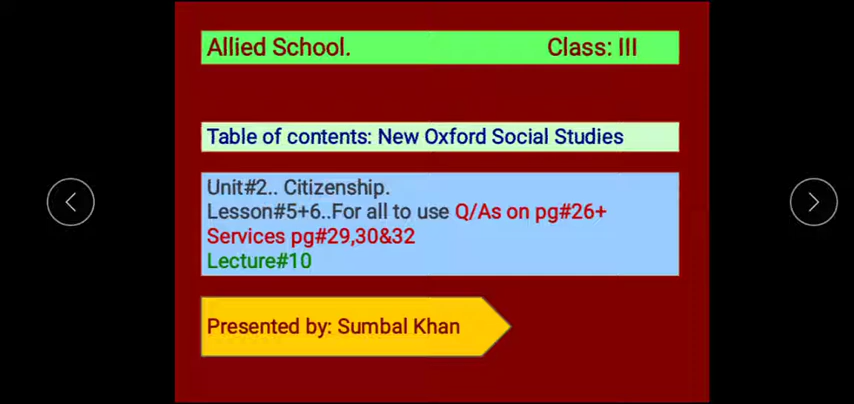 Allied School. Class: III
Table of contents: New Oxford Social Studies
Unit#2.. Citizenship.
Lesson#5+6..For all to use Q/As on pg#26+
Services pg#29,30&32
Lecture#10
Presented by: Sumbal Khan